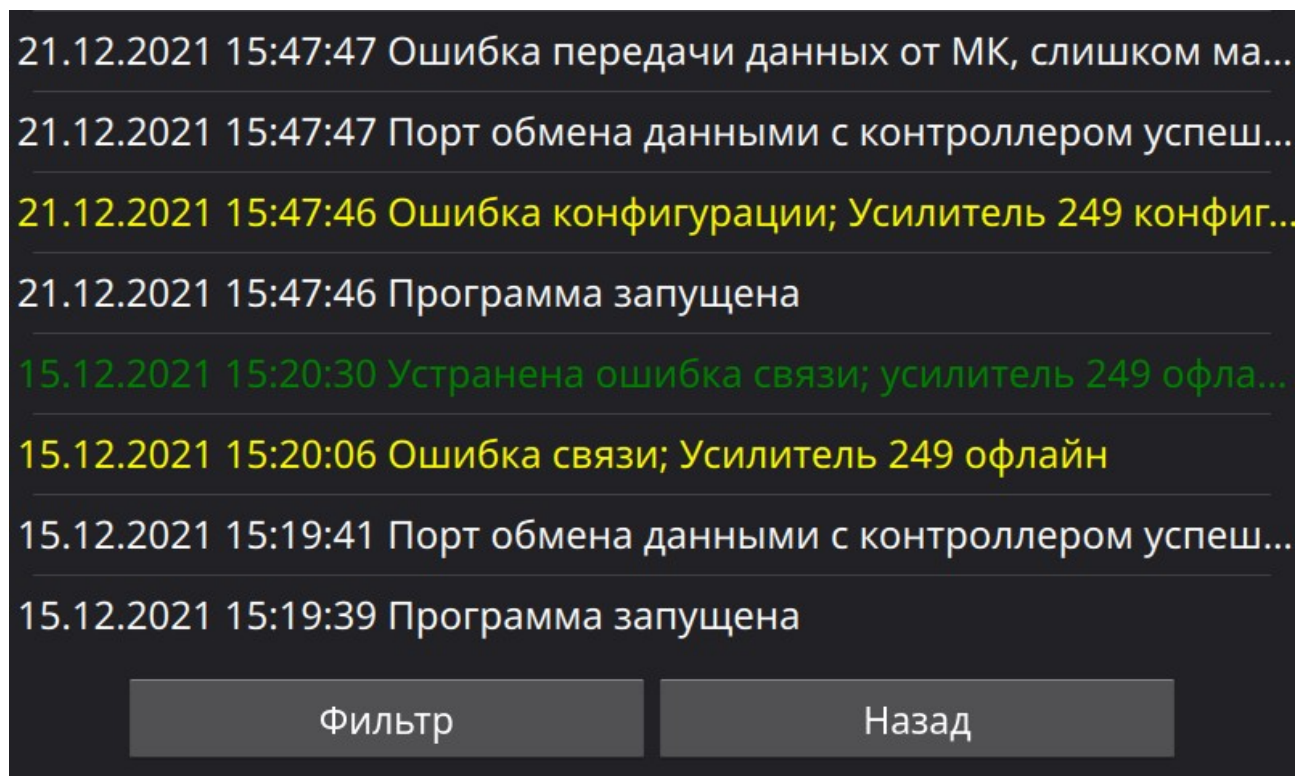 21.12.2021 15:47:47 Ошибка передачи данных от МК, слишком ма...
21.12.2021 15:47:47 Порт обмена данными с контроллером успеш...
21.12.2021 15:47:46 Ошибка конфигурации; Усилитель 249 конфиг...
21.12.2021 15:47:46 Программа запущена
15.12.2021 15:20:30 Устранена ошибка связи; усилитель 249 офла...
15.12.2021 15:20:06 Ошибка связи; Усилитель 249 офлайн
15.12.2021 15:19:41 Порт обмена данными с контроллером успеш...
15.12.2021 15:19:39 Программа запущена
Фильтр
Назад